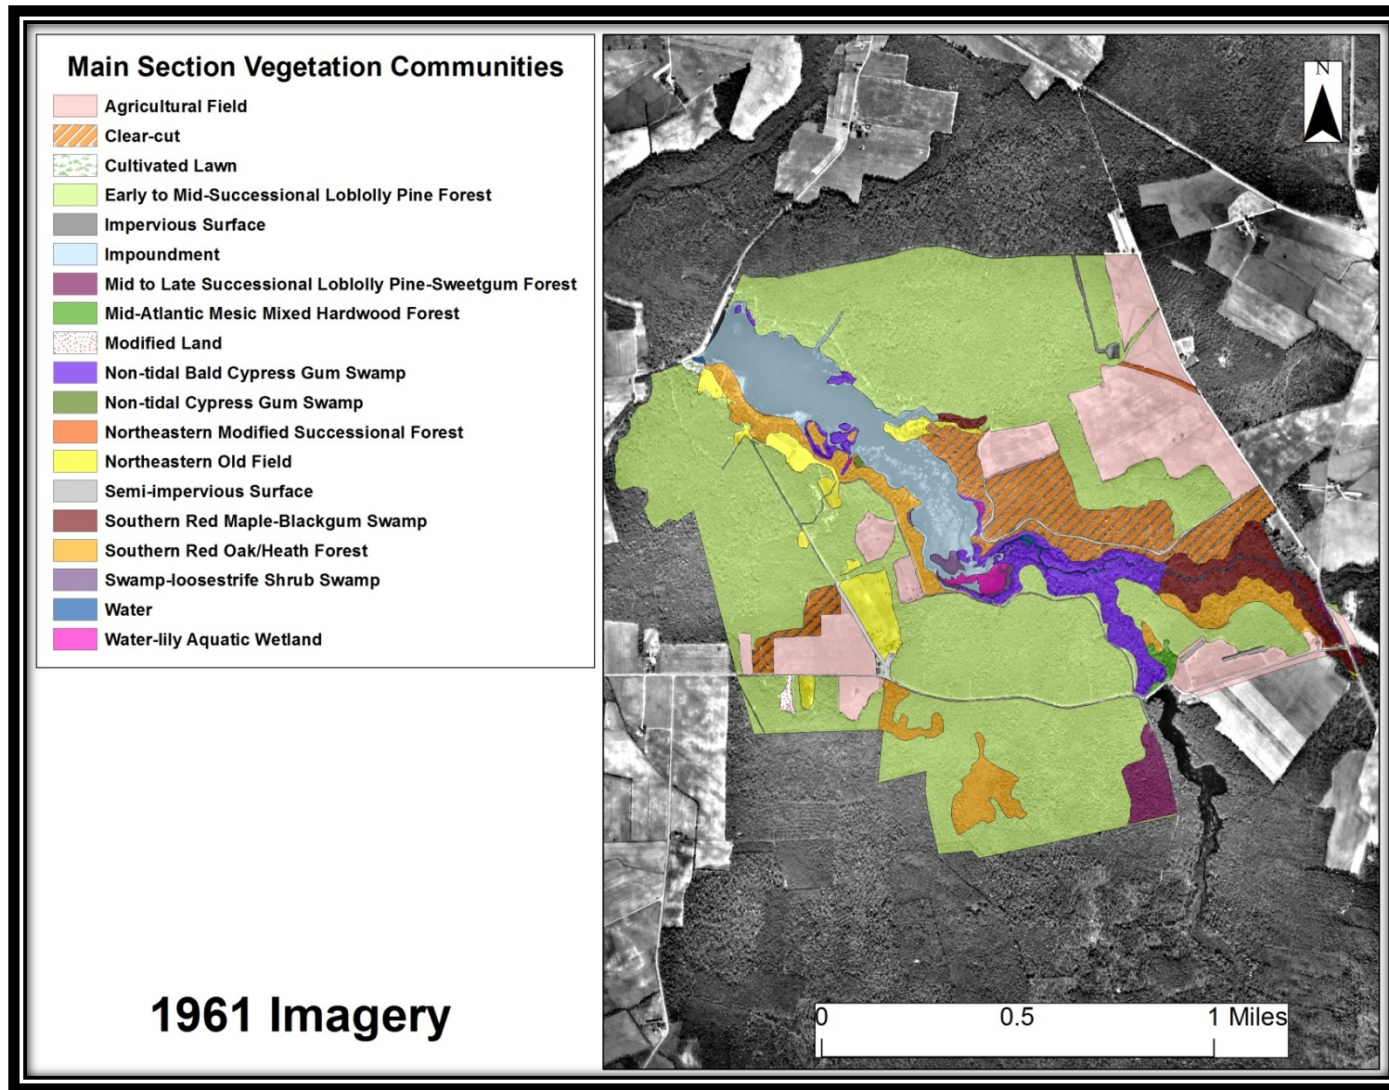 Main Section Vegetation Communities
Agricultural Field
Clear-cut
Cultivated Lawn
Early to Mid-Successional Loblolly Pine Forest
Impervious Surface
Impoundment
Mid to Late Successional Loblolly Pine-Sweetgum Forest
Mid-Atlantic Mesic Mixed Hardwood Forest
Modified Land
Non-tidal Bald Cypress Gum Swamp
Non-tidal Cypress Gum Swamp
Northeastern Modified Successional Forest
Northeastern Old Field
Semi-impervious Surface
Southern Red Maple-Blackgum Swamp
Southern Red Oak/Heath Forest
Swamp-loosestrife Shrub Swamp
Water
Water-lily Aquatic Wetland
1961 Imagery
N
0 0.5 1 Miles